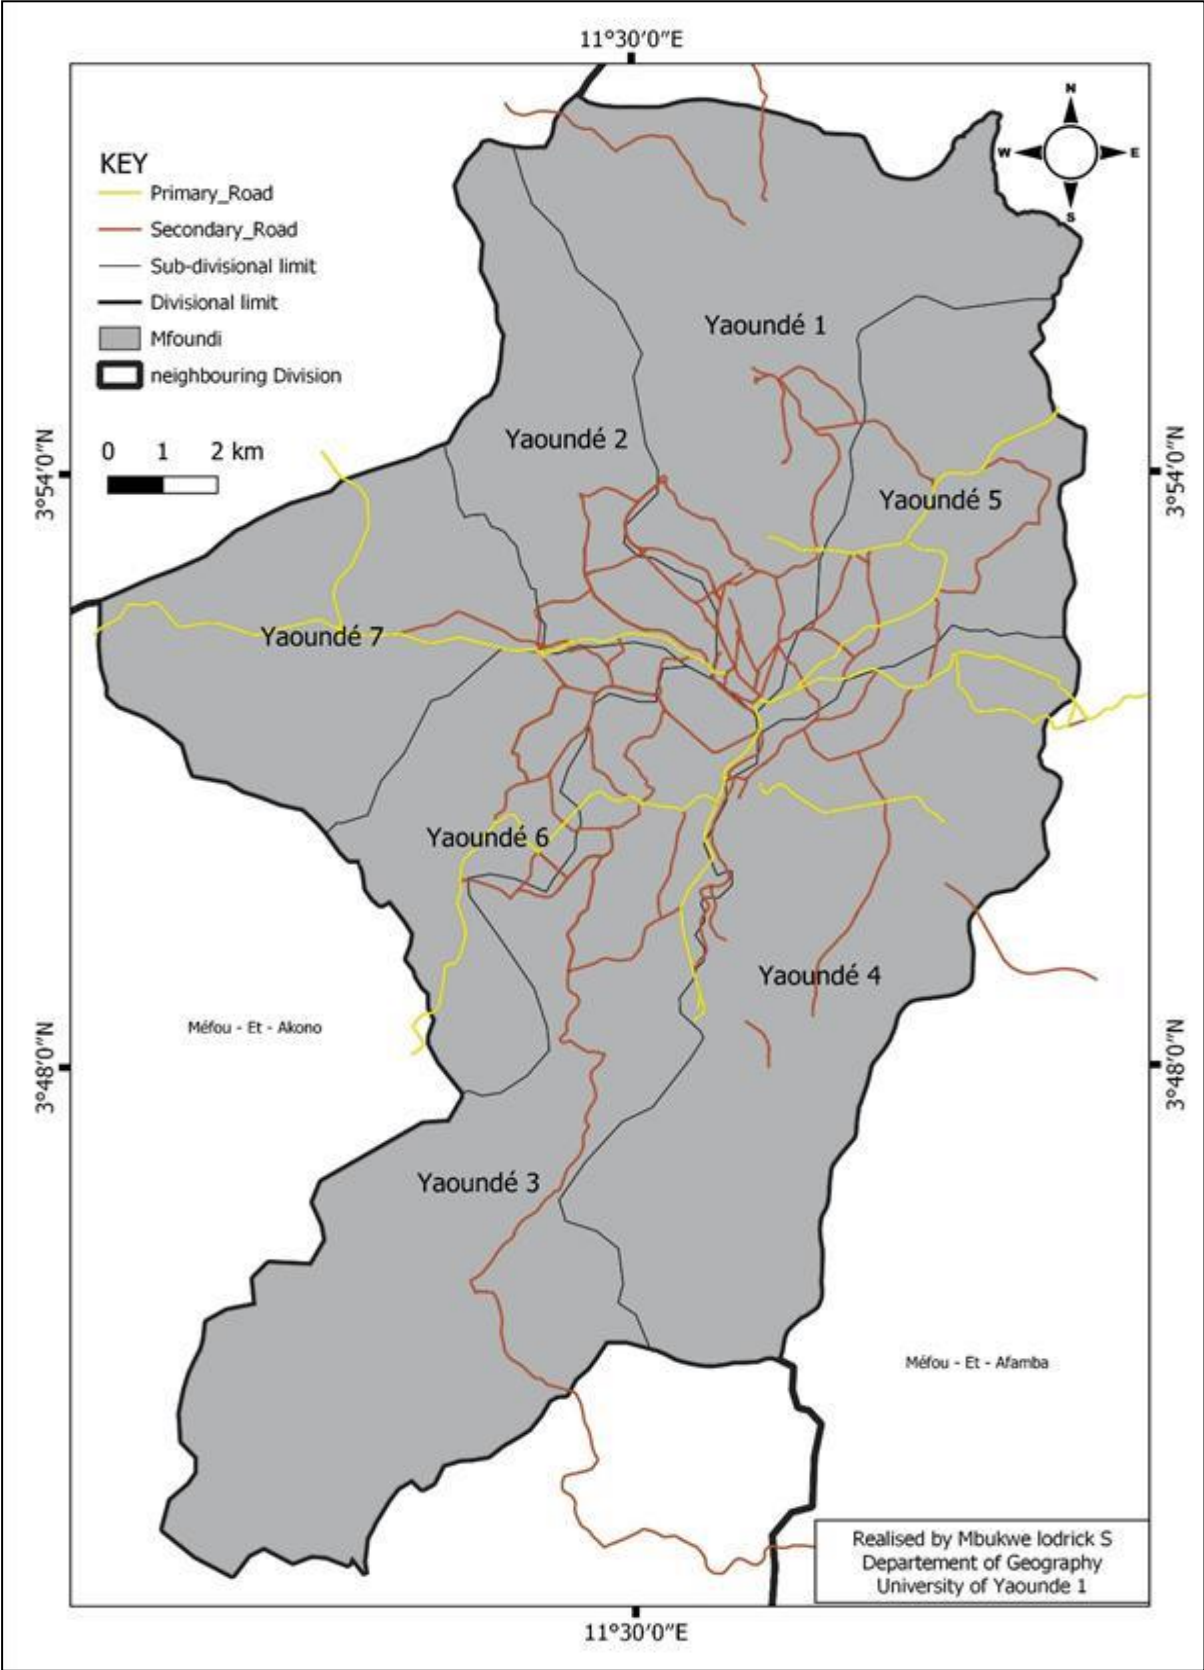 11°30'0"E
N
W
E
S
KEY
Primary_Road
Secondary_Road
Sub-divisional limit
Divisional limit
Mfoundi
neighbouring Division
0 1 2 km
Yaoundé 1
Yaoundé 2
3°54'0"N
3°54'0"N
Yaoundé 5
Yaoundé 7
Yaoundé 6
Yaoundé 4
Méfou - Et - Akono
3°48'0"N
3°48'0"N
Yaoundé 3
Méfou - Et - Afamba
Realised by Mbukwe lodrick S
Departement of Geography
University of Yaounde 1
11°30'0"E